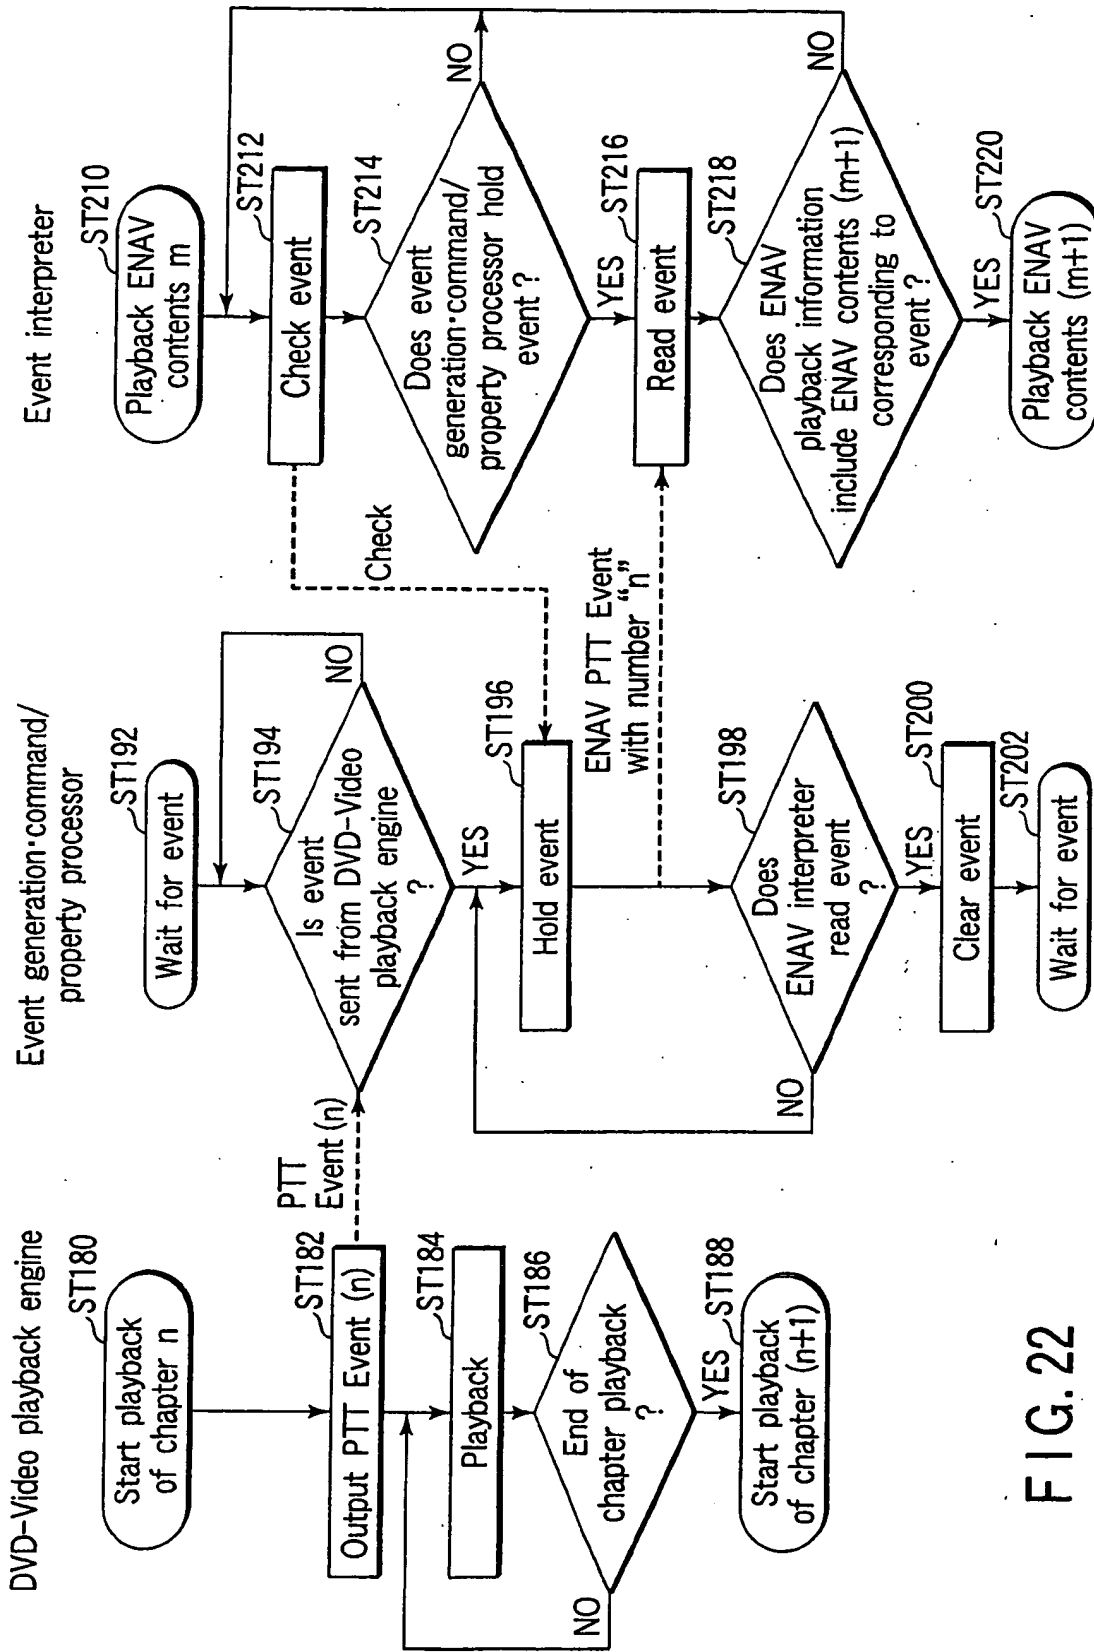 DVD-Video playback engine
ST180
Start playback
of chapter n
ST182
Output PTT Event (n)
PTT
Event (n)
ST184
Playback
ST186
End of
chapter playback
?
NO
YES
ST188
Start playback
of chapter (n+1)
Event generation·command/
property processor
ST192
Wait for event
ST194
Is event
sent from DVD-Video
playback engine
?
NO
YES
ST196
Hold event
Check
ENAV PTT Event
with number "n"
ST198
Does
ENAV interpreter
read event
?
NO
YES
ST200
Clear event
ST202
Wait for event
Event interpreter
ST210
Playback ENAV
contents m
ST212
Check event
ST214
Does event
generation·command/
property processor hold
event ?
NO
YES
ST216
Read event
ST218
Does ENAV
playback information
include ENAV contents (m+1)
corresponding to
event ?
NO
YES
ST220
Playback ENAV
contents (m+1)
FIG. 22